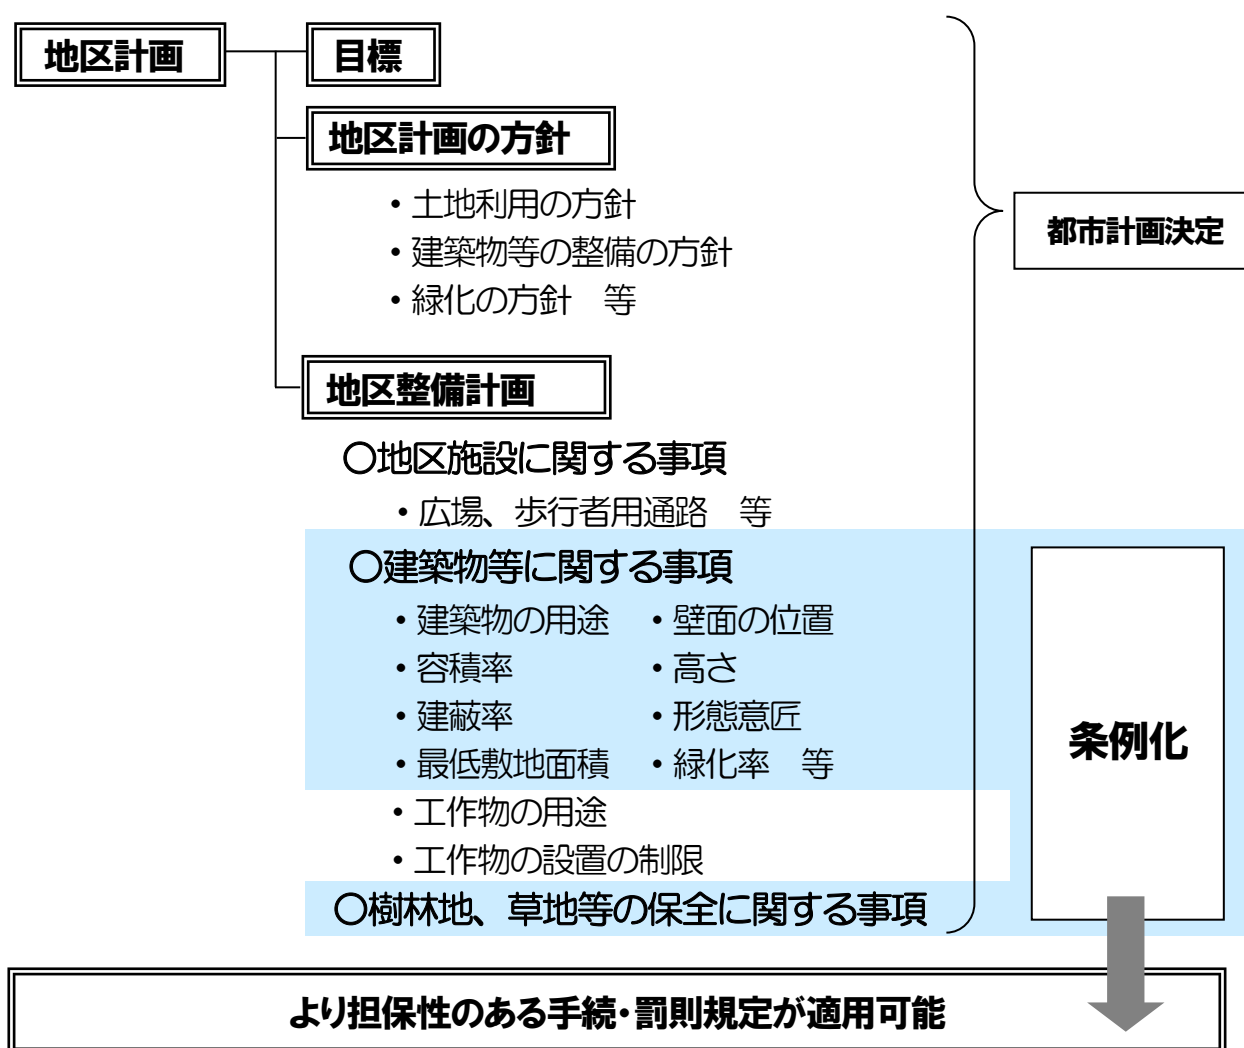 地区計画
目標
地区計画の方針
・土地利用の方針
・建築物等の整備の方針
・緑化の方針　等
都市計画決定
地区整備計画
〇地区施設に関する事項
・広場、歩行者用通路　等
〇建築物等に関する事項
・建築物の用途　・壁面の位置
・容積率　・高さ
・建蔽率　・形態意匠
・最低敷地面積　・緑化率　等
・工作物の用途
・工作物の設置の制限
〇樹林地、草地等の保全に関する事項
条例化
より担保性のある手続・罰則規定が適用可能